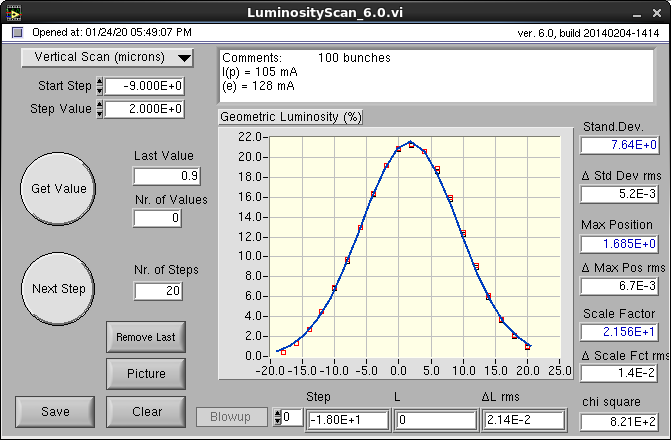 LuminosityScan_6.0.vi
Opened at: 01/24/20 05:49:07 PM
ver. 6.0, build 20140204-1414
Vertical Scan (microns)
Start Step
-9.000E+0
Step Value
2.000E+0
Comments: 100 bunches
I(p) = 105 mA
(e) = 128 mA
Geometric Luminosity (%)
Get Value
Last Value
0.9
Nr. of Values
0
Next Step
Nr. of Steps
20
Remove Last
Picture
Save
Clear
22.0
20.0
18.0
16.0
14.0
12.0
10.0
8.0
6.0
4.0
2.0
0.0
-20.0 -15.0 -10.0 -5.0 0.0 5.0 10.0 15.0 20.0 25.0
Blowup
0
Step
-1.80E+1
L
0
ΔL rms
2.14E-2
Stand.Dev.
7.64E+0
Δ Std Dev rms
5.2E-3
Max Position
1.685E+0
Δ Max Pos rms
6.7E-3
Scale Factor
2.156E+1
Δ Scale Fct rms
1.4E-2
chi square
8.21E+2